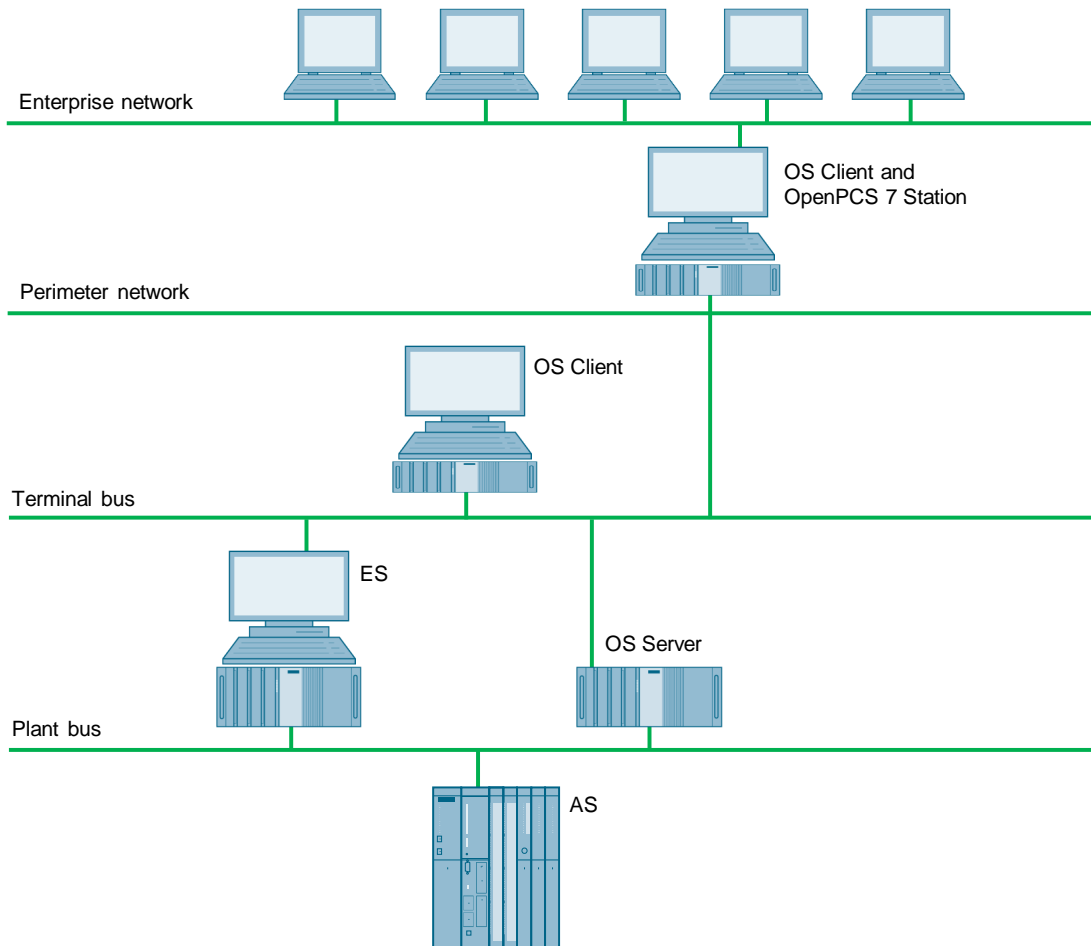 Enterprise network
OS Client and
OpenPCS 7 Station
Perimeter network
OS Client
Terminal bus
ES
OS Server
Plant bus
AS